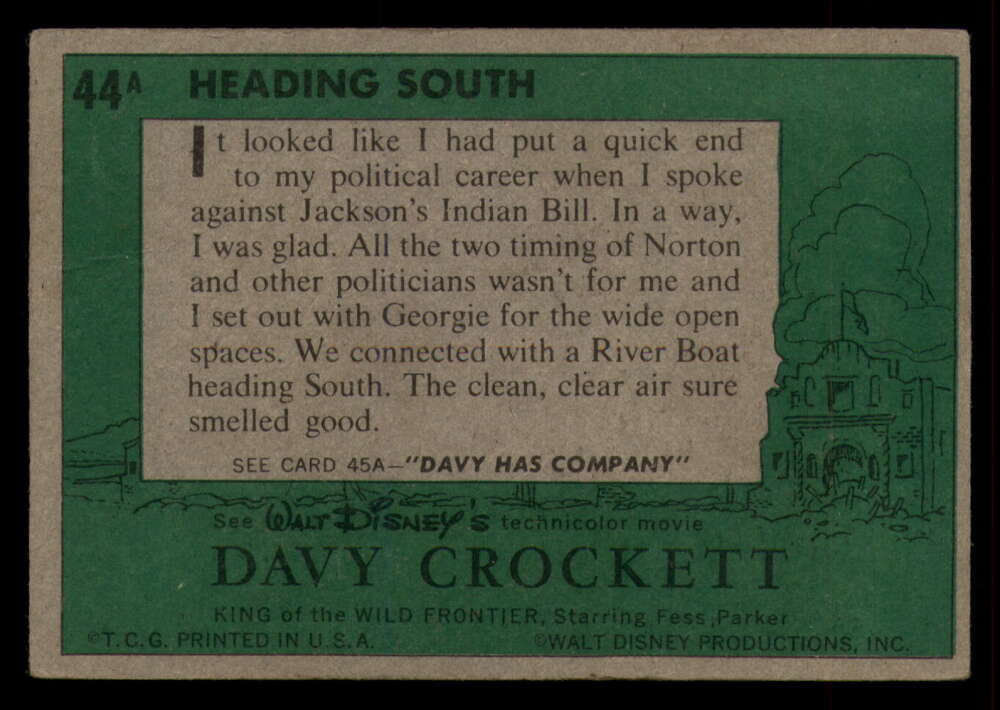 44A HEADING SOUTH
It looked like I had put a quick end
to my political career when I spoke
against Jackson's Indian Bill. In a way,
I was glad. All the two timing of Norton
and other politicians wasn't for me and
I set out with Georgie for the wide open
spaces. We connected with a River Boat
heading South. The clean, clear air sure
smelled good.
SEE CARD 45A—"DAVY HAS COMPANY"
See WALT DISNEY'S technicolor movie
DAVY CROCKETT
KING of the WILD FRONTIER, Starring Fess Parker
©T.C.G. PRINTED IN U.S.A. ©WALT DISNEY PRODUCTIONS, INC.